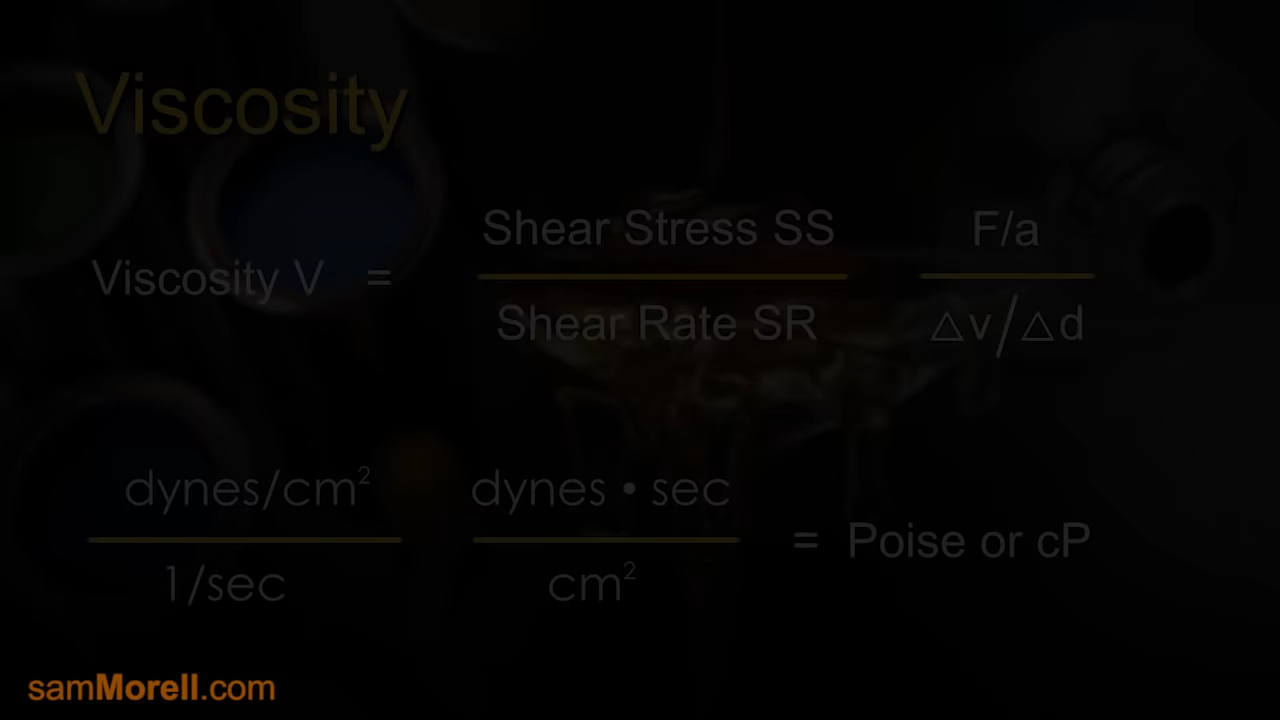 Viscosity
Viscosity V = Shear Stress SS F/a
Shear Rate SR △v/△d
dynes/cm² dynes • sec
1/sec cm² = Poise or cP
samMorell.com